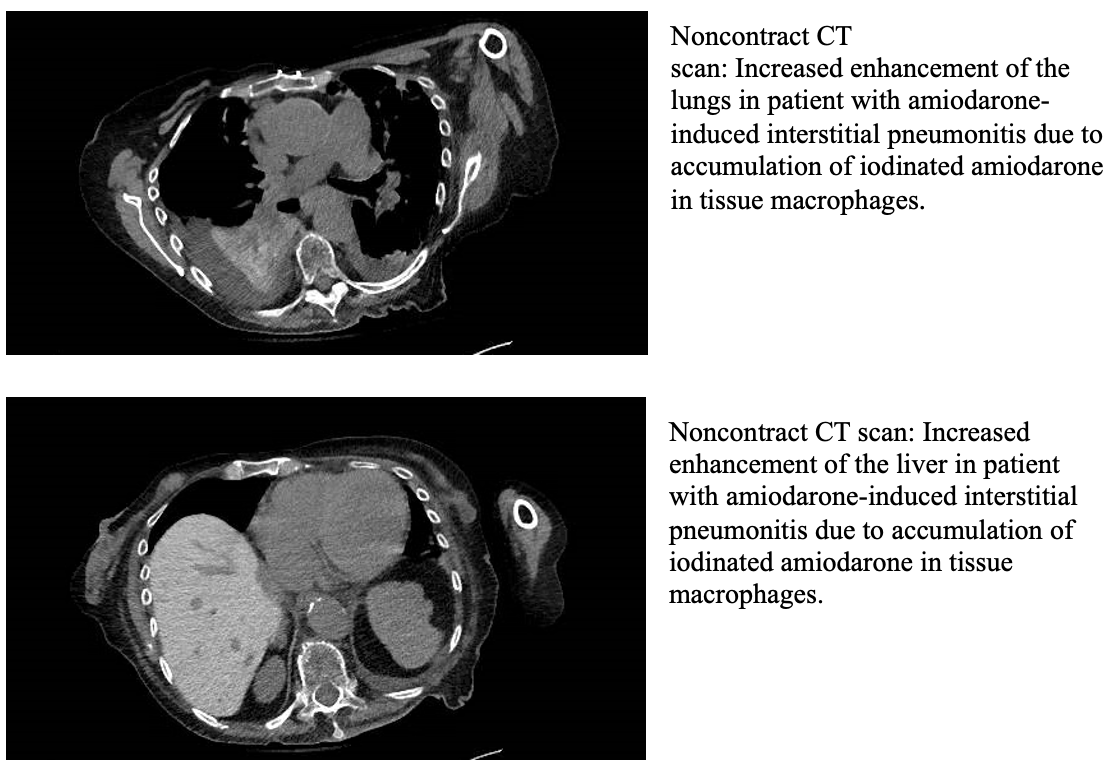 Noncontract CT
scan: Increased enhancement of the
lungs in patient with amiodarone-
induced interstitial pneumonitis due to
accumulation of iodinated amiodarone
in tissue macrophages.
Noncontract CT scan: Increased
enhancement of the liver in patient
with amiodarone-induced interstitial
pneumonitis due to accumulation of
iodinated amiodarone in tissue
macrophages.